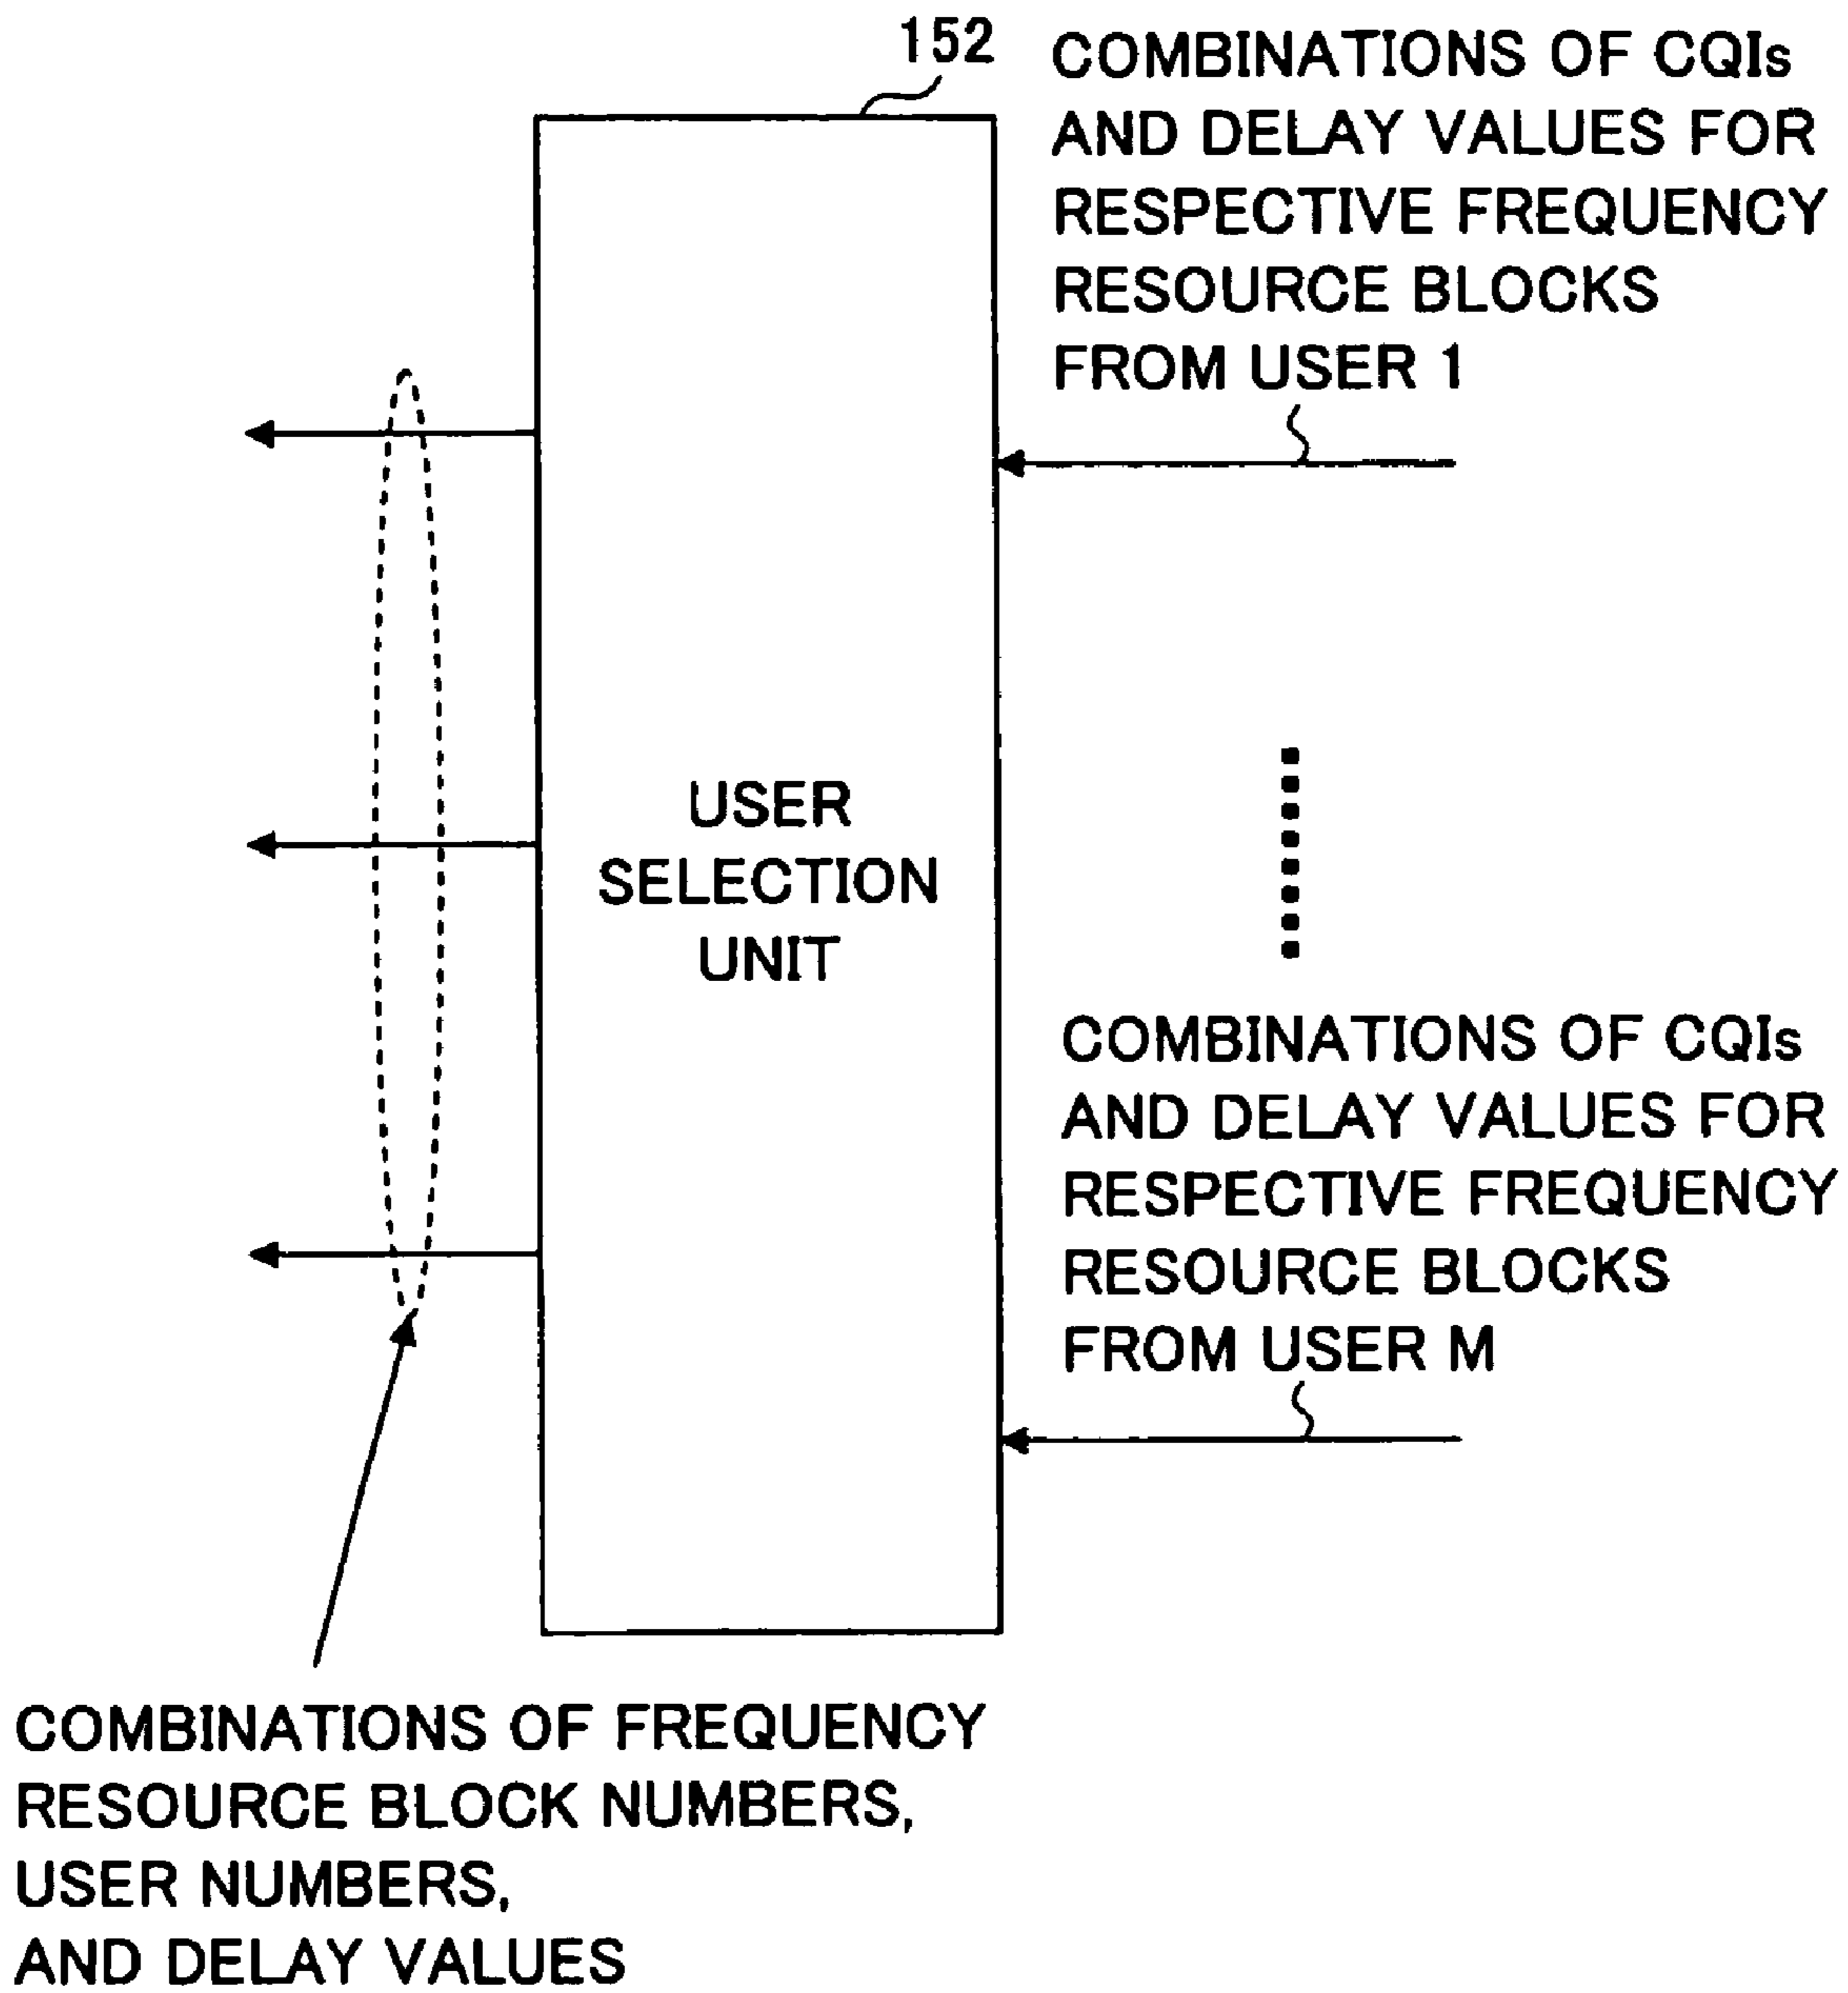 152
COMBINATIONS OF CQIs
AND DELAY VALUES FOR
RESPECTIVE FREQUENCY
RESOURCE BLOCKS
FROM USER 1
USER
SELECTION
UNIT
COMBINATIONS OF CQIs
AND DELAY VALUES FOR
RESPECTIVE FREQUENCY
RESOURCE BLOCKS
FROM USER M
COMBINATIONS OF FREQUENCY
RESOURCE BLOCK NUMBERS,
USER NUMBERS,
AND DELAY VALUES